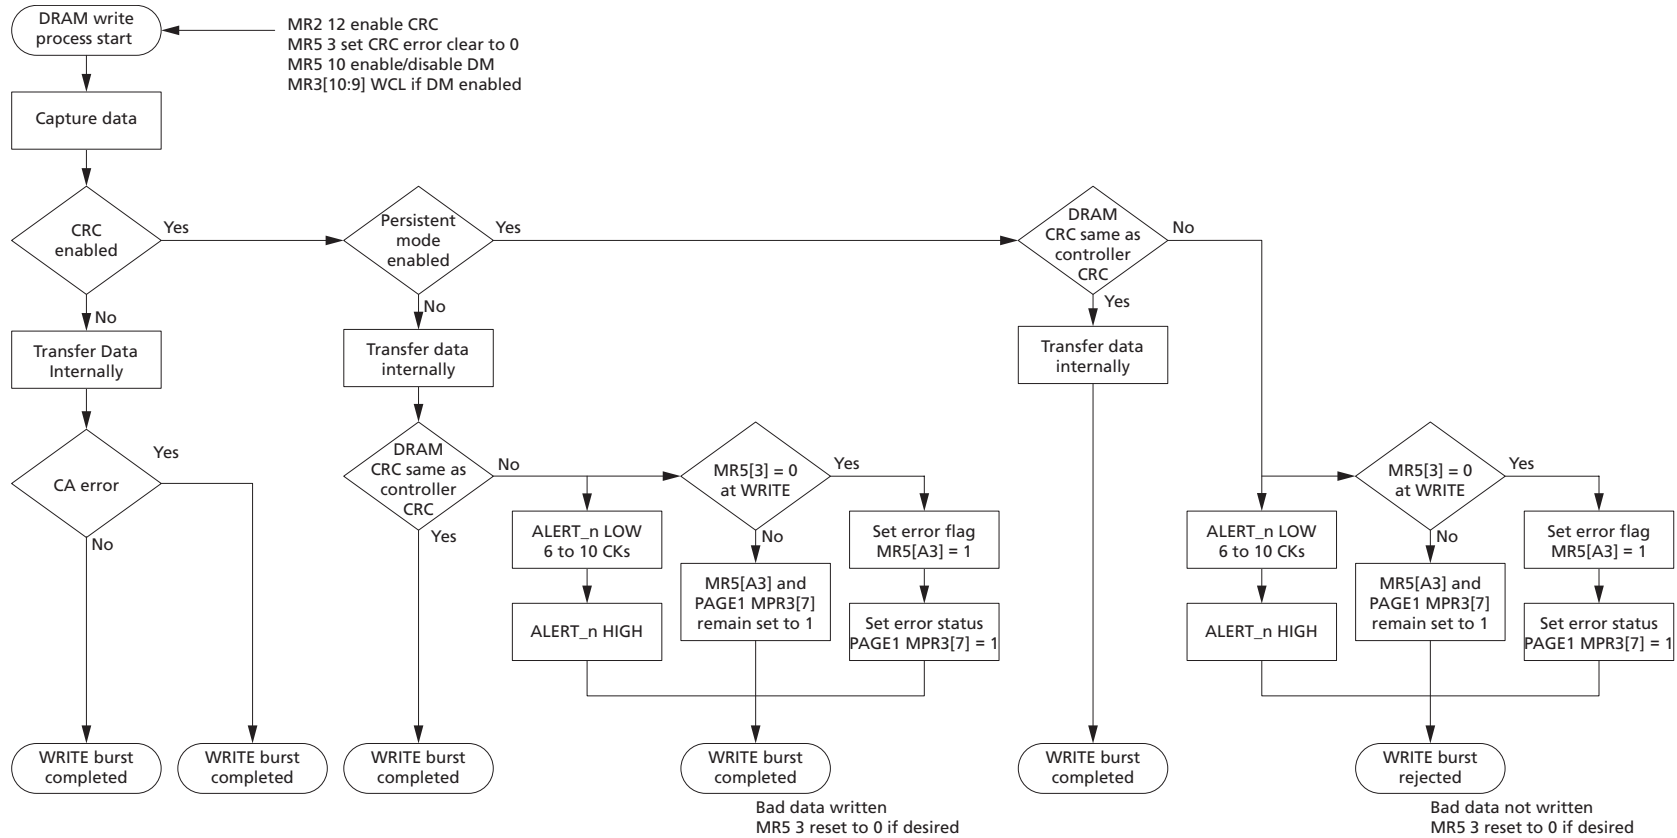 DRAM write
process start
MR2 12 enable CRC
MR5 3 set CRC error clear to 0
MR5 10 enable/disable DM
MR3[10:9] WCL if DM enabled
Capture data
CRC
enabled
Yes
Persistent
mode
enabled
Yes
DRAM
CRC same as
controller
CRC
No
No
No
Yes
Transfer Data
Internally
Transfer data
internally
Transfer data
internally
CA error
Yes
No
DRAM
CRC same as
controller
CRC
No
Yes
MR5[3] = 0
at WRITE
Yes
No
ALERT_n LOW
6 to 10 CKs
ALERT_n HIGH
MR5[A3] and
PAGE1 MPR3[7]
remain set to 1
Set error flag
MR5[A3] = 1
Set error status
PAGE1 MPR3[7] = 1
MR5[3] = 0
at WRITE
Yes
No
ALERT_n LOW
6 to 10 CKs
ALERT_n HIGH
MR5[A3] and
PAGE1 MPR3[7]
remain set to 1
Set error flag
MR5[A3] = 1
Set error status
PAGE1 MPR3[7] = 1
WRITE burst
completed
WRITE burst
completed
WRITE burst
completed
WRITE burst
completed
Bad data written
MR5 3 reset to 0 if desired
WRITE burst
completed
WRITE burst
rejected
Bad data not written
MR5 3 reset to 0 if desired